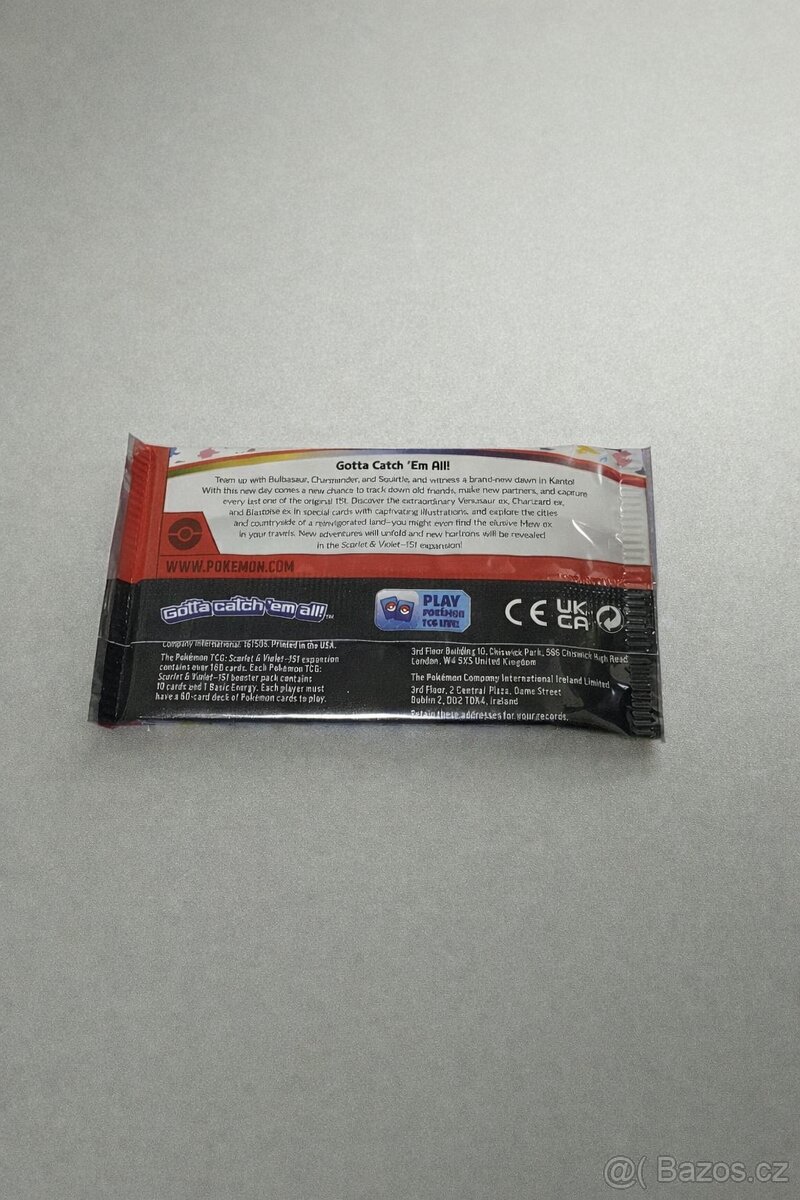 Gotta Catch 'Em All!
Team up with Bulbasaur, Charmander, and Squirtle, and witness a brand-new dawn in Kanto!
With this new day comes a new chance to track down old friends, make new partners, and capture
every last one of the original 151. Discover the extraordinary Venusaur ex, Charizard ex,
and Blastoise ex in special cards with captivating illustrations, and explore the cities
and countryside of a reinvigorated land—you might even find the elusive Mew ex
in your travels. New adventures will unfold and new horizons will be revealed
in the Scarlet & Violet—151 expansion!
WWW.POKEMON.COM
Gotta catch 'em all!™
PLAY
POKÉMON
TCG LIVE!
CE
UK
CA
Company International. 161506. Printed in the USA.
The Pokémon TCG: Scarlet & Violet—151 expansion
contains over 160 cards. Each Pokémon TCG:
Scarlet & Violet—151 booster pack contains
10 cards and 1 Basic Energy. Each player must
have a 60-card deck of Pokémon cards to play.
3rd Floor Building 10, Chiswick Park, 566 Chiswick High Road
London, W4 5XS United Kingdom
The Pokémon Company International Ireland Limited
3rd Floor, 2 Central Plaza, Dame Street
Dublin 2, D02 T0X4, Ireland
Retain these addresses for your records.
@( Bazos.cz